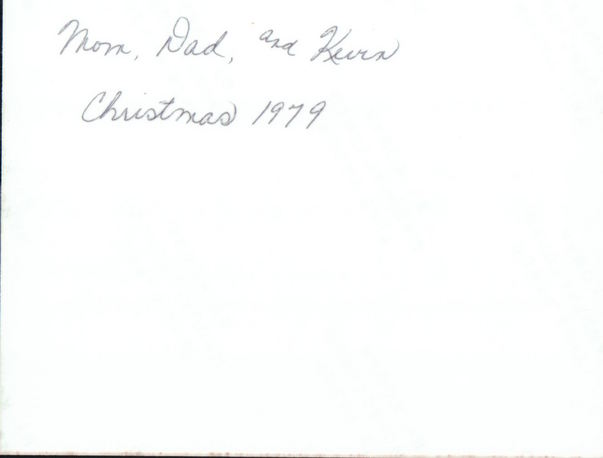 Mom, Dad, and Kevin
Christmas 1979